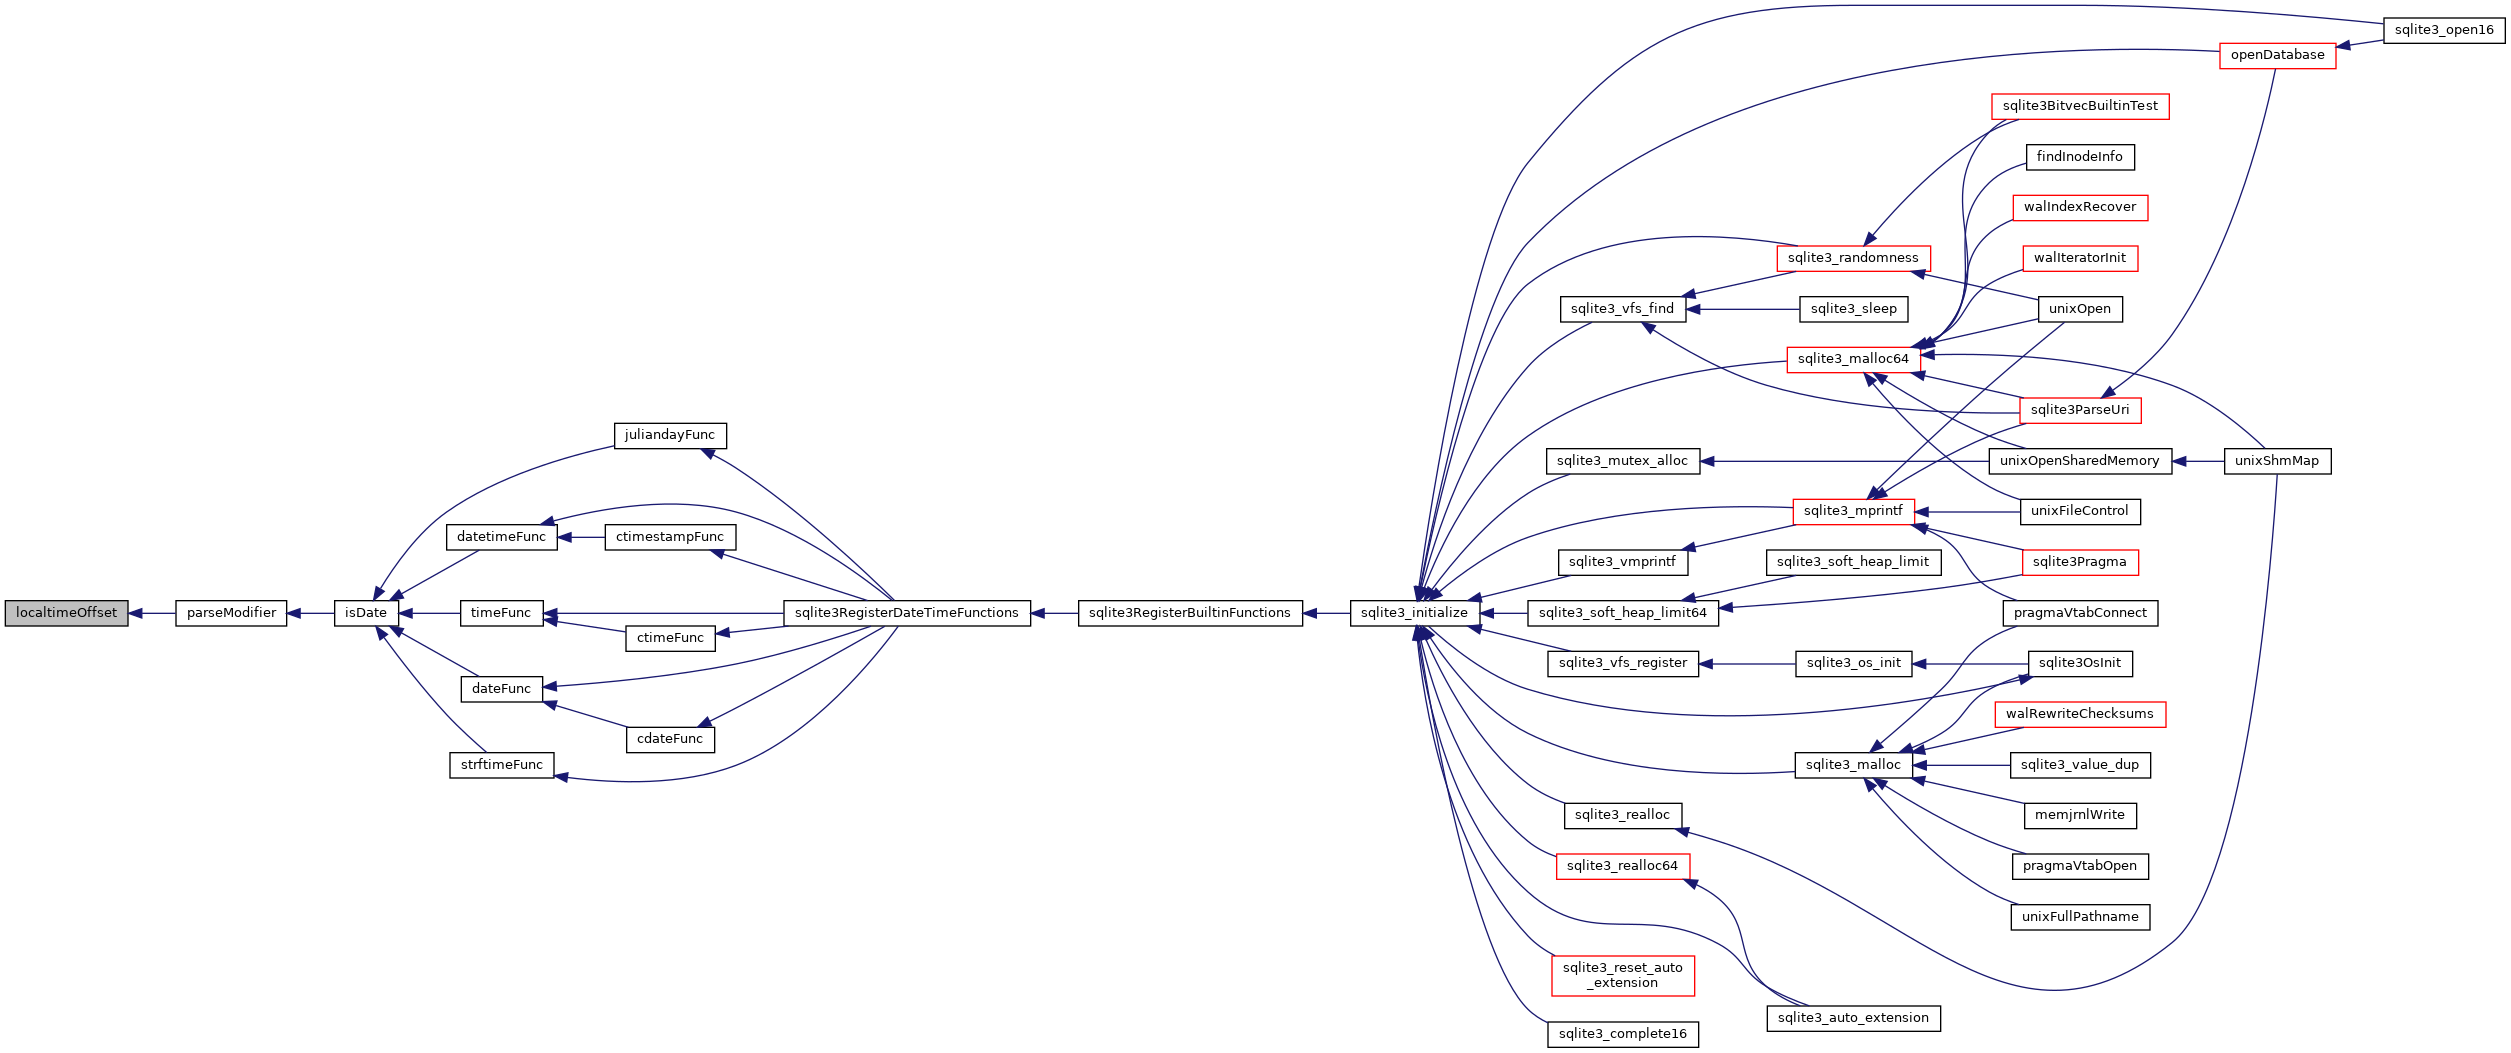 localtimeOffset
parseModifier
isDate
juliandayFunc
datetimeFunc
ctimestampFunc
timeFunc
ctimeFunc
dateFunc
cdateFunc
strftimeFunc
sqlite3RegisterDateTimeFunctions
sqlite3RegisterBuiltinFunctions
sqlite3_initialize
sqlite3_open16
openDatabase
sqlite3BitvecBuiltinTest
findInodeInfo
walIndexRecover
sqlite3_randomness
walIteratorInit
sqlite3_vfs_find
sqlite3_sleep
unixOpen
sqlite3_malloc64
sqlite3ParseUri
sqlite3_mutex_alloc
unixOpenSharedMemory
unixShmMap
sqlite3_mprintf
unixFileControl
sqlite3_vmprintf
sqlite3_soft_heap_limit
sqlite3Pragma
sqlite3_soft_heap_limit64
pragmaVtabConnect
sqlite3_vfs_register
sqlite3_os_init
sqlite3OsInit
walRewriteChecksums
sqlite3_malloc
sqlite3_value_dup
sqlite3_realloc
memjrnlWrite
sqlite3_realloc64
pragmaVtabOpen
unixFullPathname
sqlite3_reset_auto
_extension
sqlite3_auto_extension
sqlite3_complete16